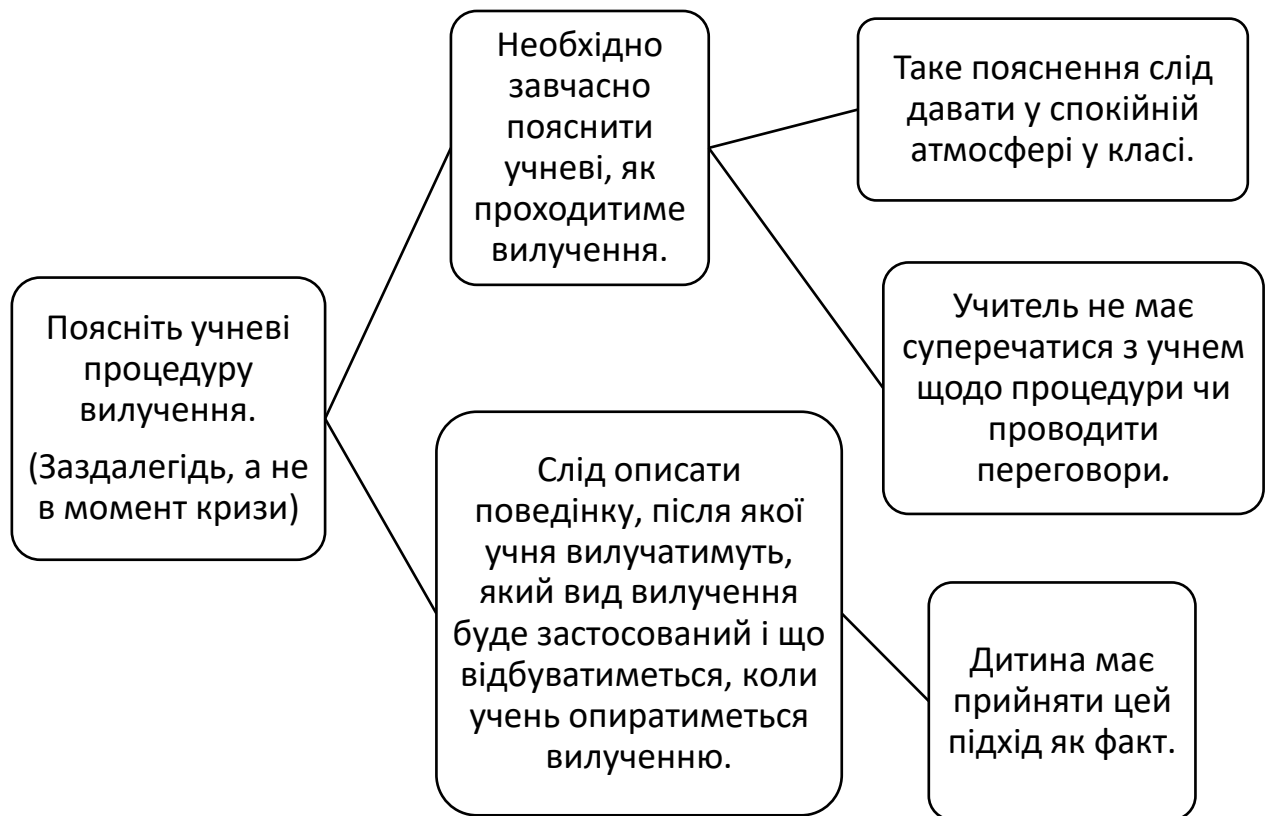 Поясніть учневі
процедуру
вилучення.
(Заздалегідь, а не
в момент кризи)
Необхідно
завчасно
пояснити
учневі, як
проходитиме
вилучення.
Таке пояснення слід
давати у спокійній
атмосфері у класі.
Учитель не має
суперечатися з учнем
щодо процедури чи
проводити
переговори.
Слід описати
поведінку, після якої
учня вилучатимуть,
який вид вилучення
буде застосований і що
відбуватиметься, коли
учень опиратиметься
вилученню.
Дитина має
прийняти цей
підхід як факт.